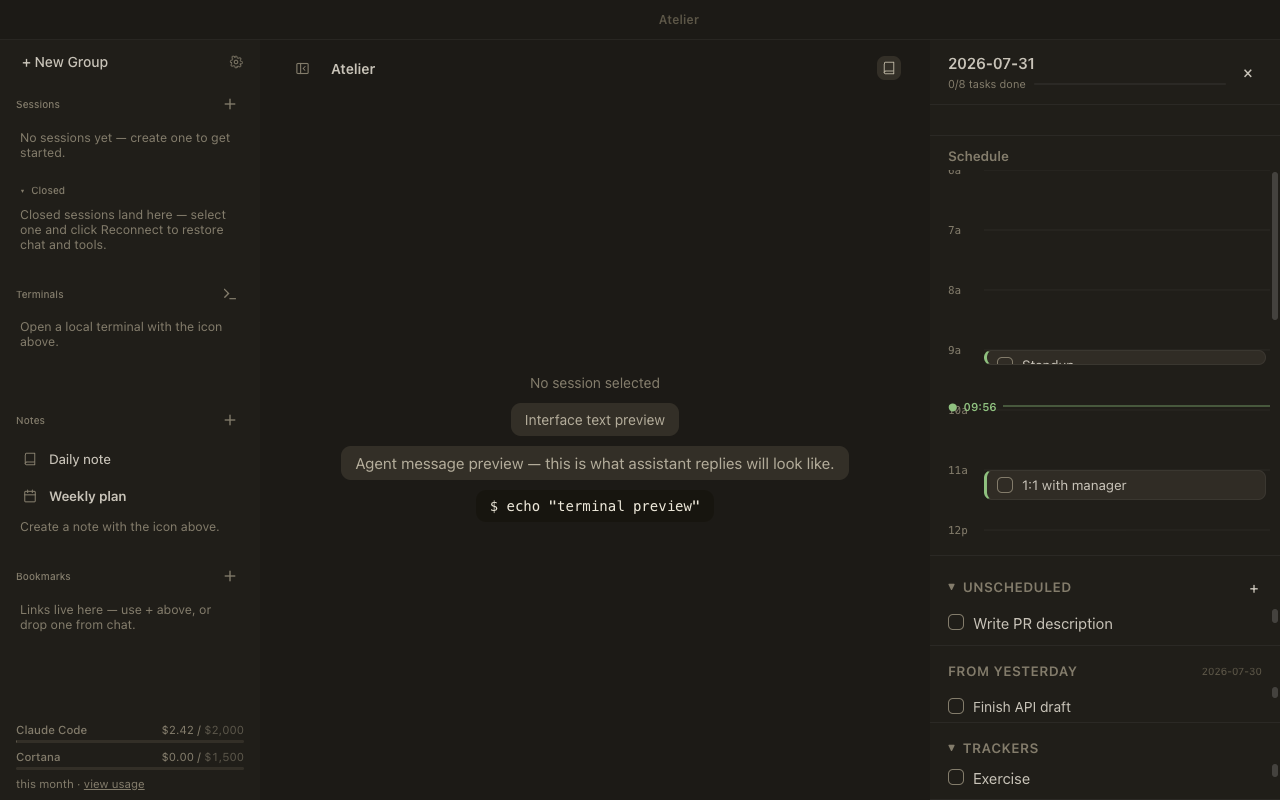 Atelier
+ New Group
Sessions
No sessions yet — create one to get
started.
Closed
Closed sessions land here — select
one and click Reconnect to restore
chat and tools.
Terminals
Open a local terminal with the icon
above.
Notes
Daily note
Weekly plan
Create a note with the icon above.
Bookmarks
Links live here — use + above, or
drop one from chat.
Claude Code $2.42 / $2,000
Cortana $0.00 / $1,500
this month · view usage
Atelier
No session selected
Interface text preview
Agent message preview — this is what assistant replies will look like.
$ echo "terminal preview"
2026-07-31
0/8 tasks done
Schedule
6a
7a
8a
9a
Standup
09:56
10a
11a
1:1 with manager
12p
UNSCHEDULED
Write PR description
FROM YESTERDAY 2026-07-30
Finish API draft
TRACKERS
Exercise